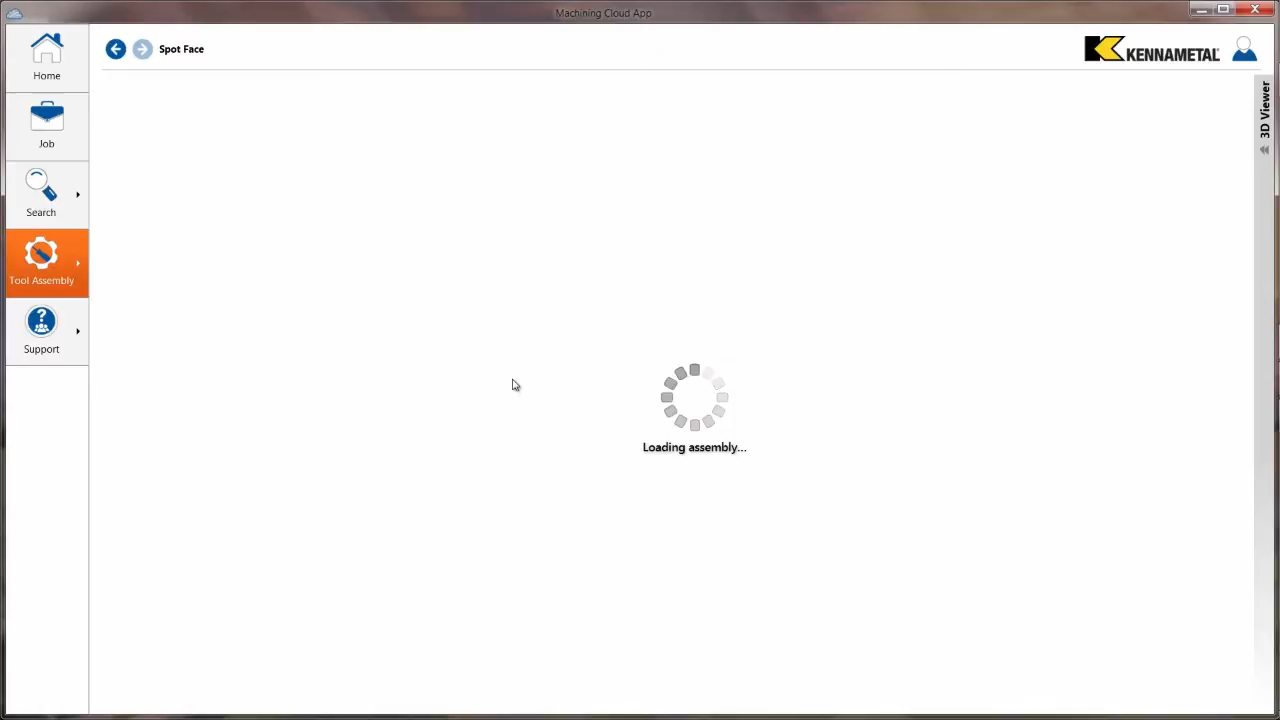 Machining Cloud App
Home
Job
Search
Tool Assembly
Support
Spot Face
KENNAMETAL
3D Viewer
Loading assembly...